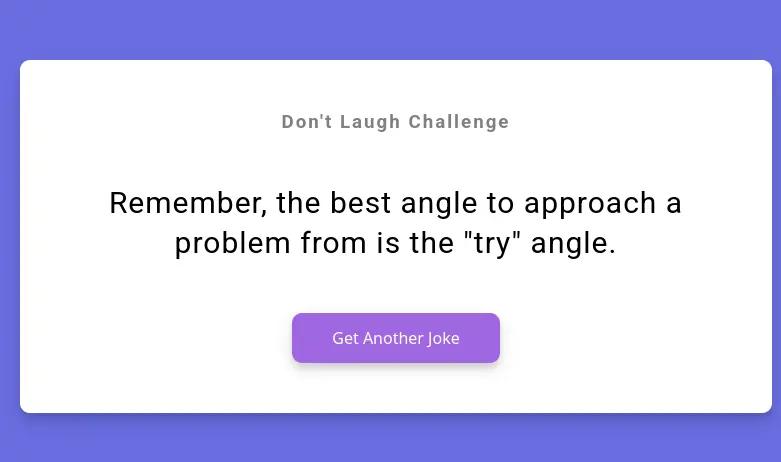 Don't Laugh Challenge
Remember, the best angle to approach a
problem from is the "try" angle.
Get Another Joke